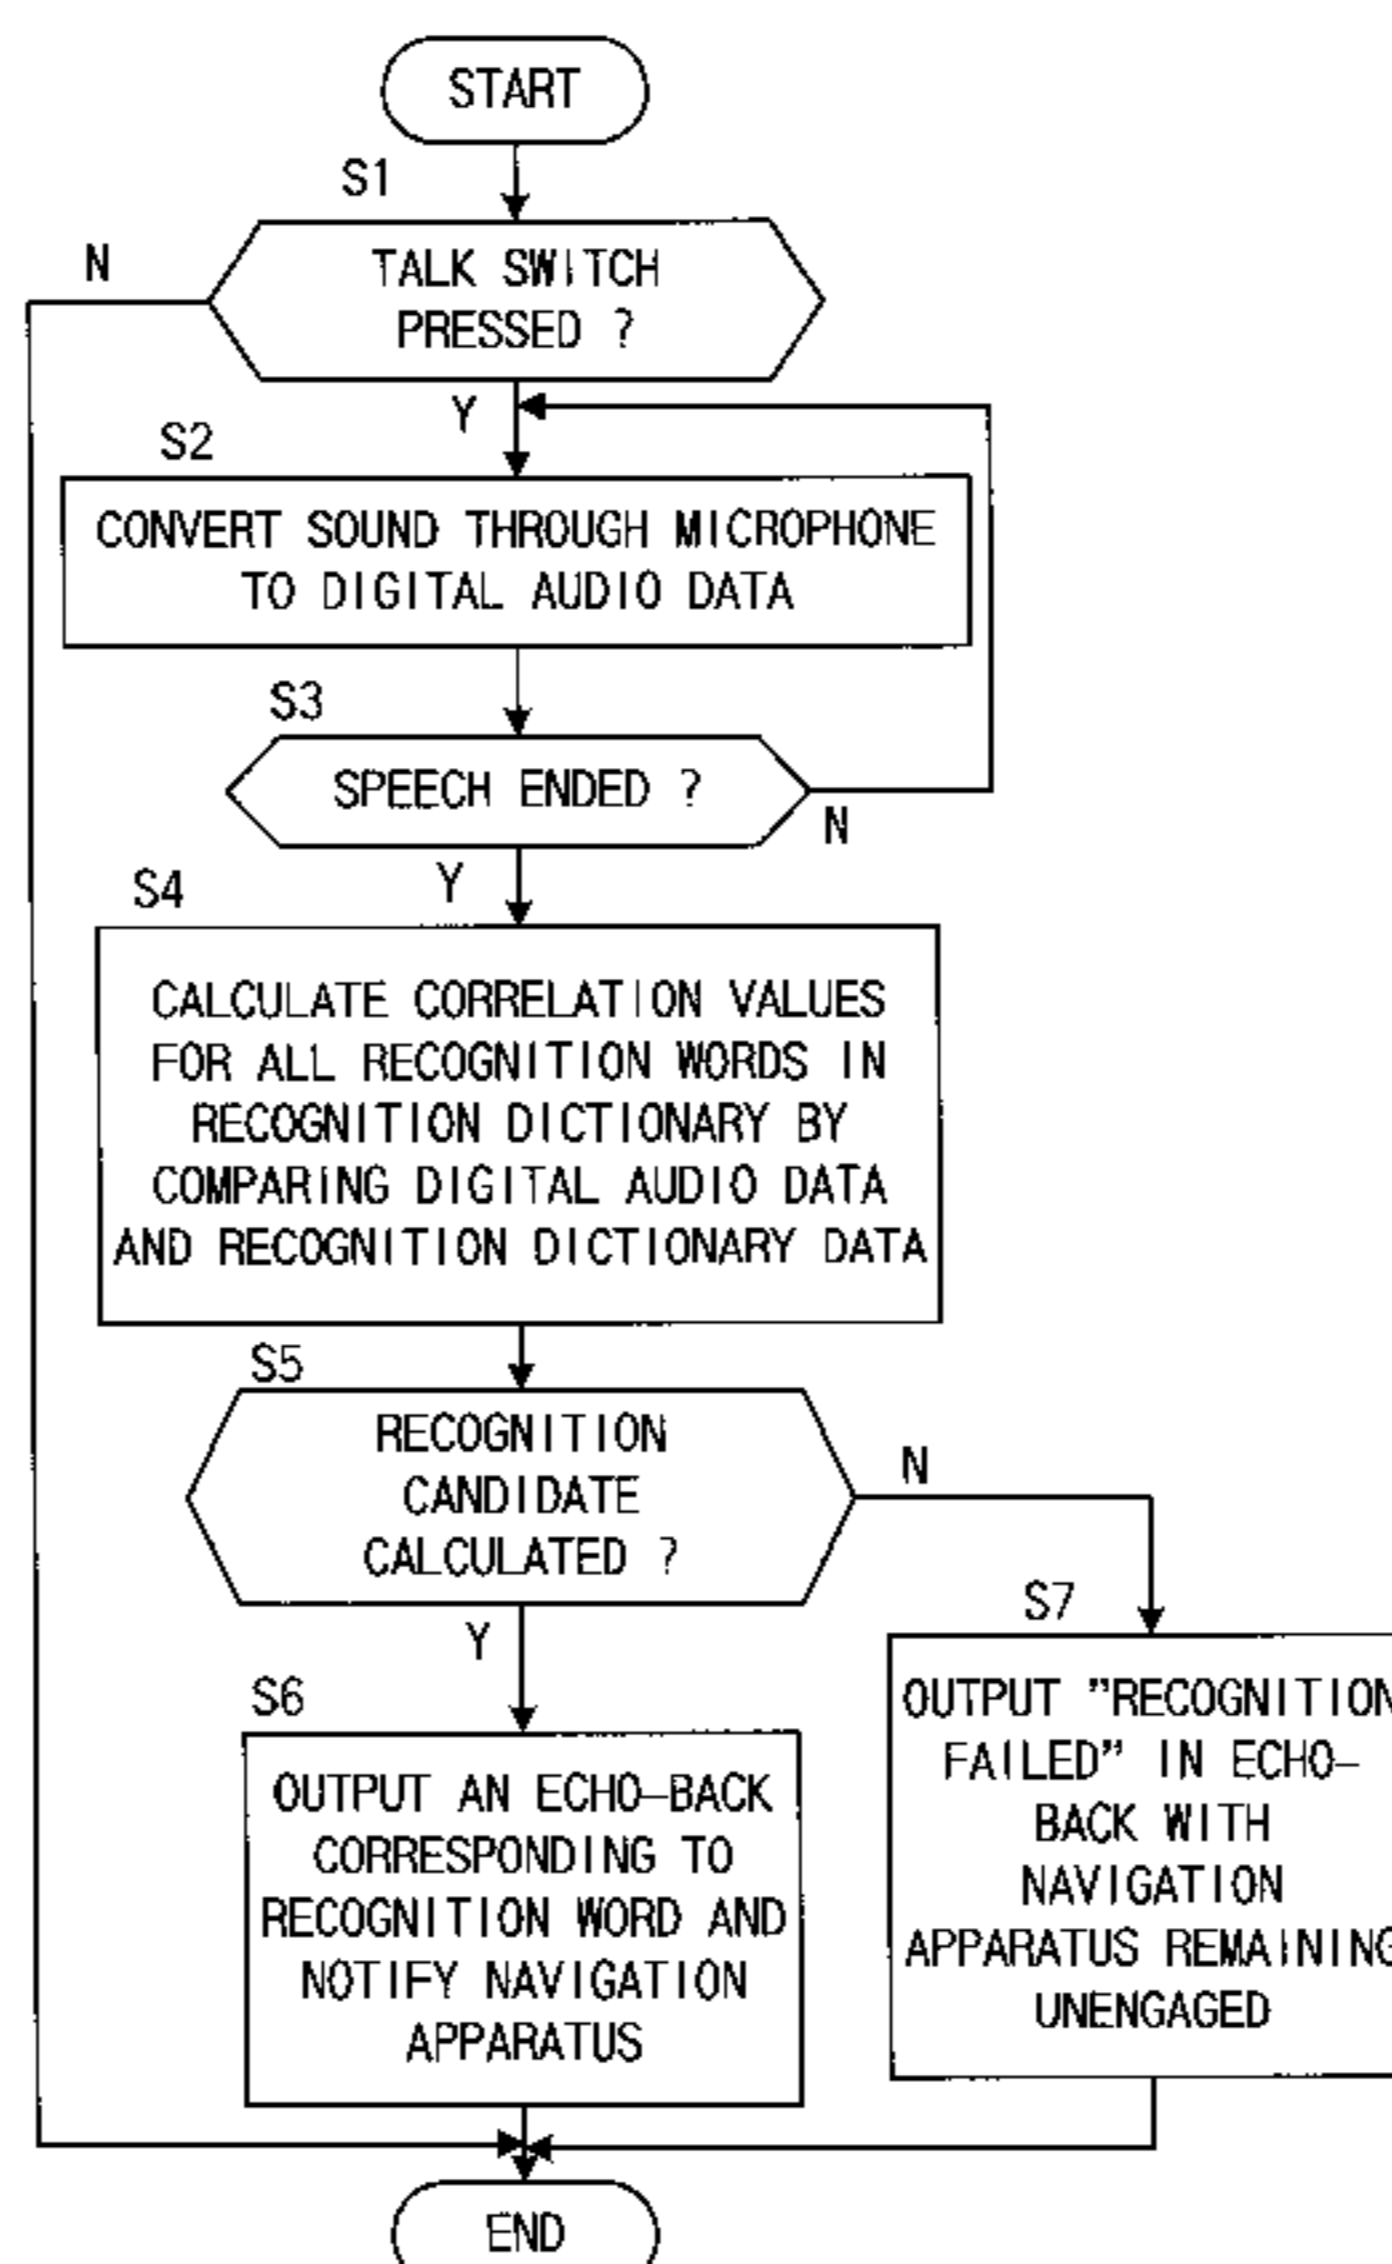 START
S1
N
TALK SWITCH
PRESSED ?
Y
S2
CONVERT SOUND THROUGH MICROPHONE
TO DIGITAL AUDIO DATA
S3
SPEECH ENDED ?
N
Y
S4
CALCULATE CORRELATION VALUES
FOR ALL RECOGNITION WORDS IN
RECOGNITION DICTIONARY BY
COMPARING DIGITAL AUDIO DATA
AND RECOGNITION DICTIONARY DATA
S5
RECOGNITION
CANDIDATE
CALCULATED ?
N
Y
S6
OUTPUT AN ECHO-BACK
CORRESPONDING TO
RECOGNITION WORD AND
NOTIFY NAVIGATION
APPARATUS
S7
OUTPUT "RECOGNITION
FAILED" IN ECHO-
BACK WITH
NAVIGATION
APPARATUS REMAINING
UNENGAGED
END